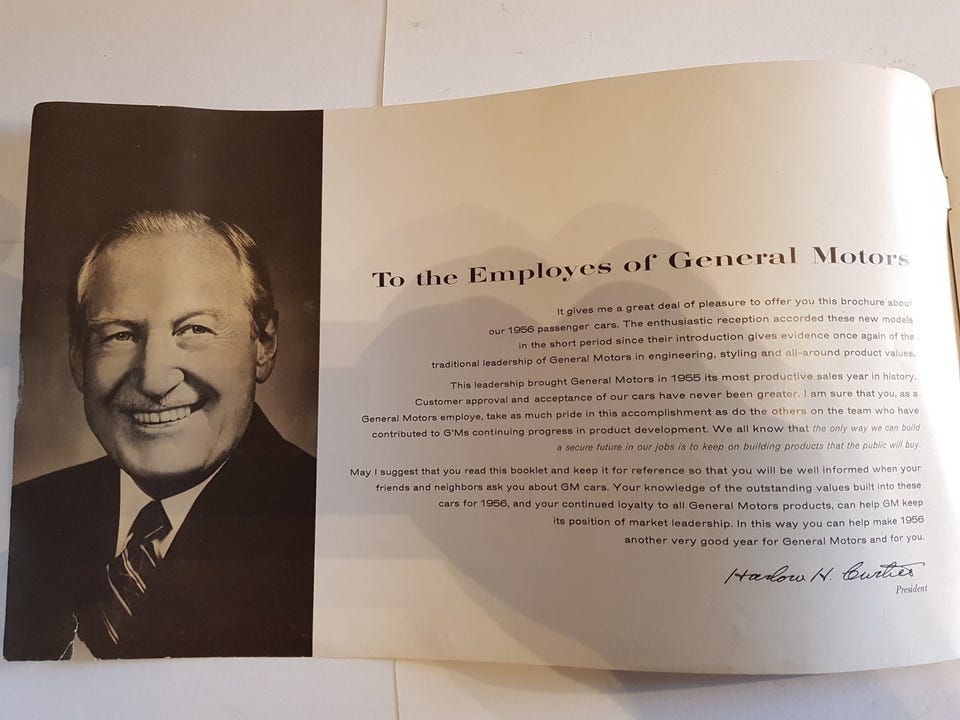 To the Employes of General Motors
It gives me a great deal of pleasure to offer you this brochure about
our 1956 passenger cars. The enthusiastic reception accorded these new models
in the short period since their introduction gives evidence once again of the
traditional leadership of General Motors in engineering, styling and all-around product values.
This leadership brought General Motors in 1955 its most productive sales year in history.
Customer approval and acceptance of our cars have never been greater. I am sure that you, as a
General Motors employe, take as much pride in this accomplishment as do the others on the team who have
contributed to G'Ms continuing progress in product development. We all know that the only way we can build
a secure future in our jobs is to keep on building products that the public will buy.
May I suggest that you read this booklet and keep it for reference so that you will be well informed when your
friends and neighbors ask you about GM cars. Your knowledge of the outstanding values built into these
cars for 1956, and your continued loyalty to all General Motors products, can help GM keep
its position of market leadership. In this way you can help make 1956
another very good year for General Motors and for you.
Harlow H. Curtice
President